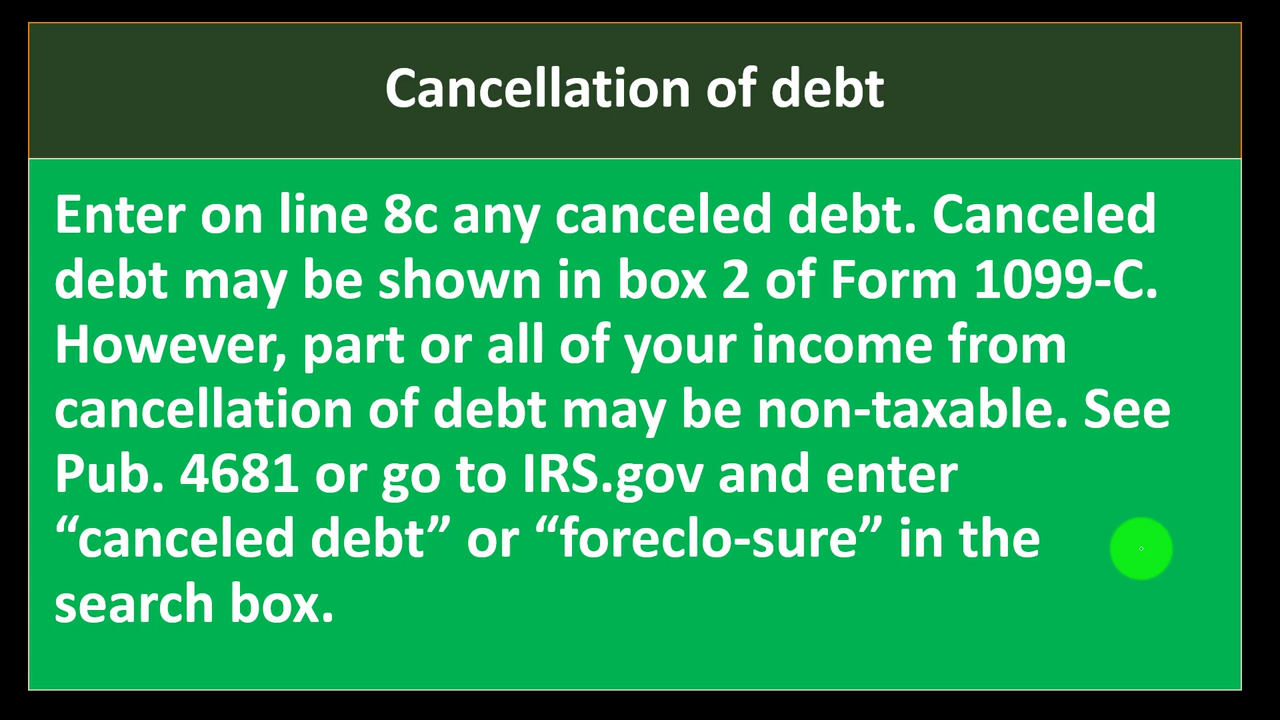 Cancellation of debt
Enter on line 8c any canceled debt. Canceled
debt may be shown in box 2 of Form 1099-C.
However, part or all of your income from
cancellation of debt may be non-taxable. See
Pub. 4681 or go to IRS.gov and enter
“canceled debt” or “foreclo-sure” in the
search box.